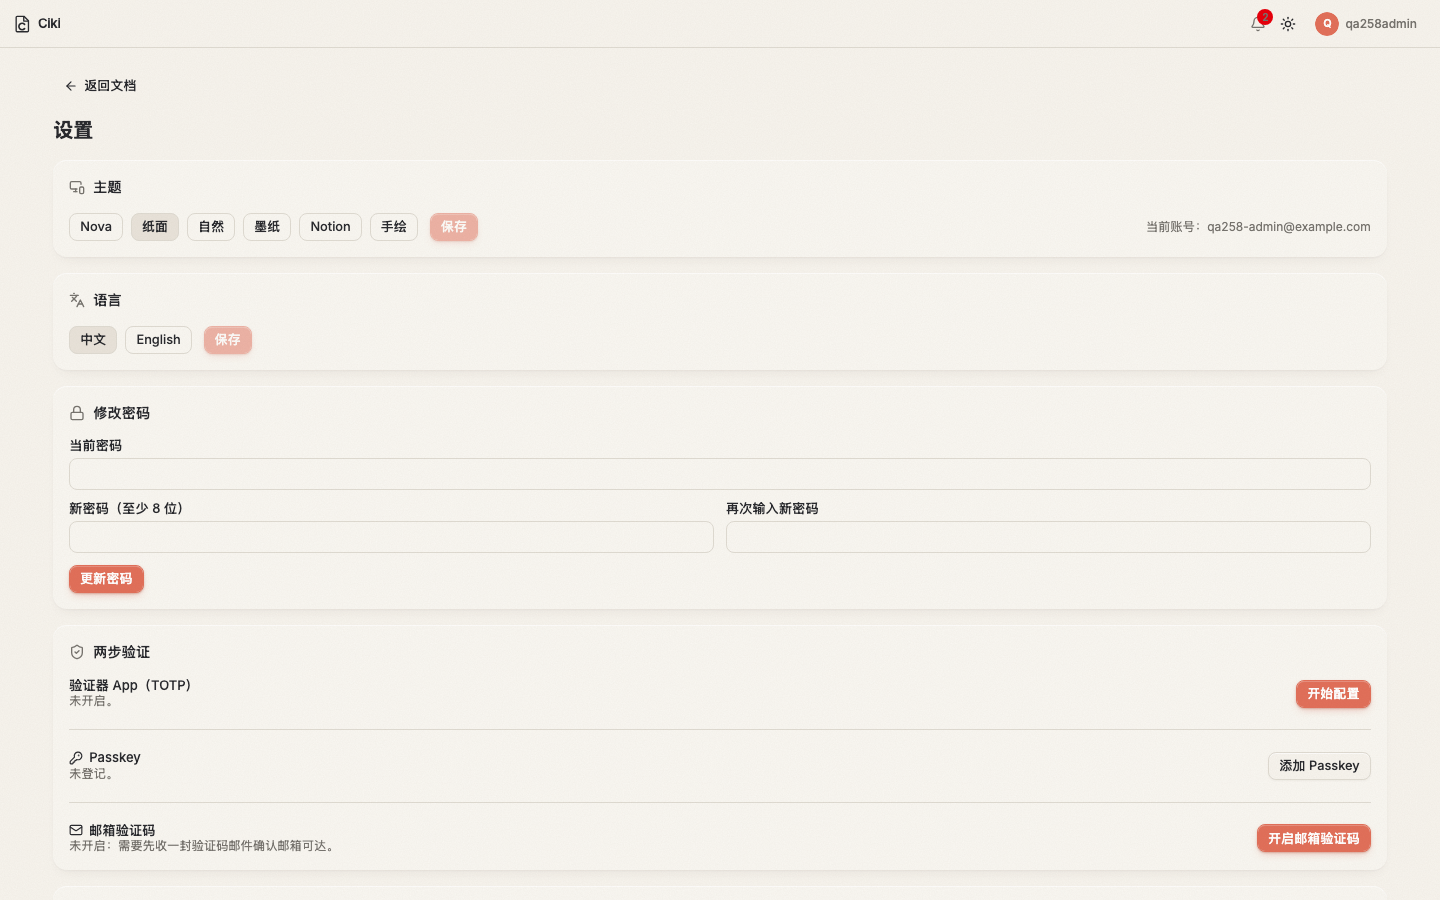 Ciki
2
Q qa258admin
返回文档
设置
主题
Nova 纸面 自然 墨纸 Notion 手绘 保存 当前账号：qa258-admin@example.com
语言
中文 English 保存
修改密码
当前密码
新密码（至少 8 位） 再次输入新密码
更新密码
两步验证
验证器 App（TOTP）
未开启。
开始配置
Passkey
未登记。
添加 Passkey
邮箱验证码
未开启：需要先收一封验证码邮件确认邮箱可达。
开启邮箱验证码